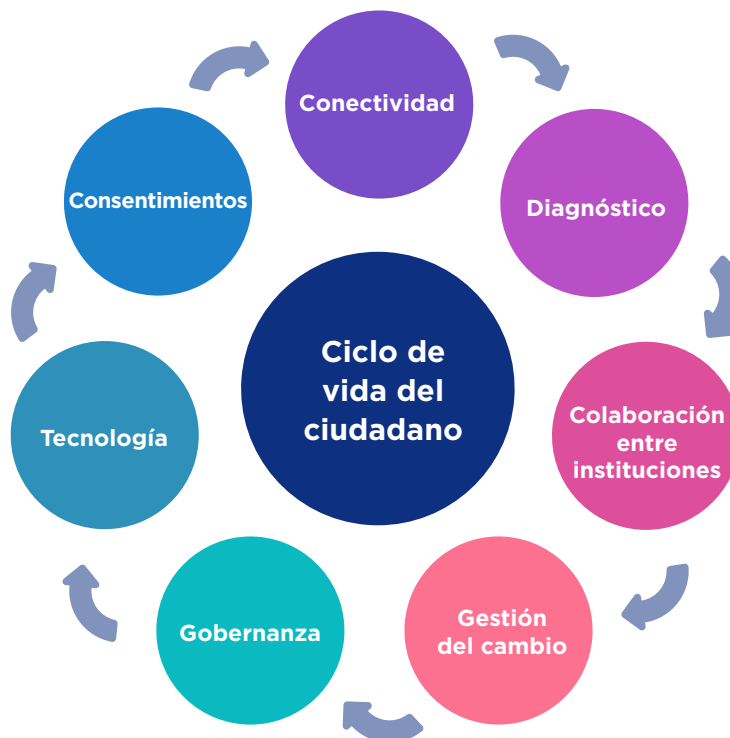 Conectividad
Diagnóstico
Colaboración
entre
instituciones
Gestión
del cambio
Gobernanza
Tecnología
Consentimientos
Ciclo de
vida del
ciudadano